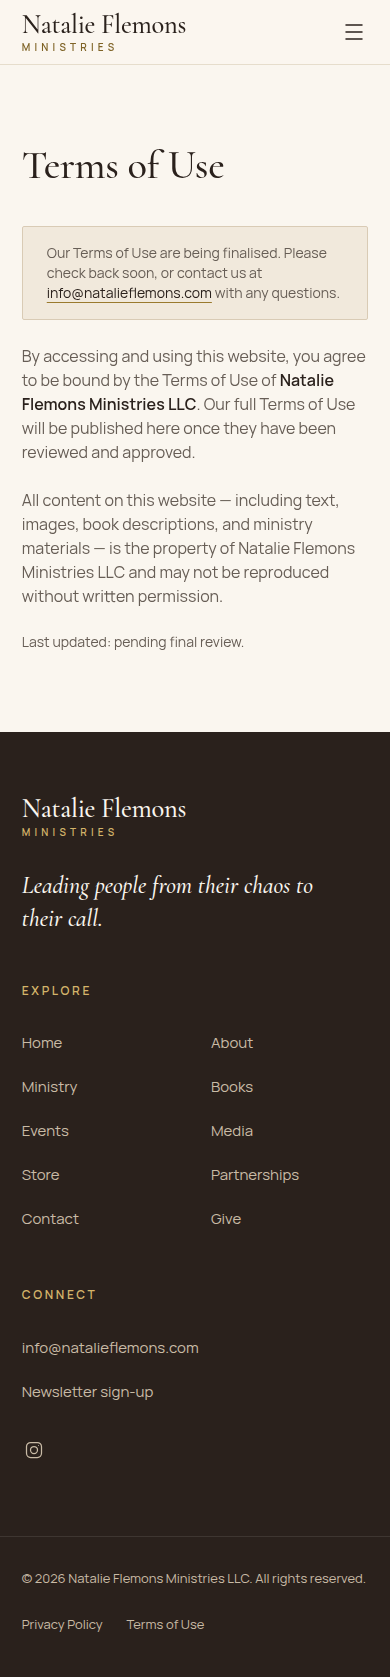 Natalie Flemons
MINISTRIES
Terms of Use
Our Terms of Use are being finalised. Please
check back soon, or contact us at
info@natalieflemons.com with any questions.
By accessing and using this website, you agree
to be bound by the Terms of Use of Natalie
Flemons Ministries LLC. Our full Terms of Use
will be published here once they have been
reviewed and approved.
All content on this website — including text,
images, book descriptions, and ministry
materials — is the property of Natalie Flemons
Ministries LLC and may not be reproduced
without written permission.
Last updated: pending final review.
Natalie Flemons
MINISTRIES
Leading people from their chaos to
their call.
EXPLORE
Home
About
Ministry
Books
Events
Media
Store
Partnerships
Contact
Give
CONNECT
info@natalieflemons.com
Newsletter sign-up
© 2026 Natalie Flemons Ministries LLC. All rights reserved.
Privacy Policy
Terms of Use